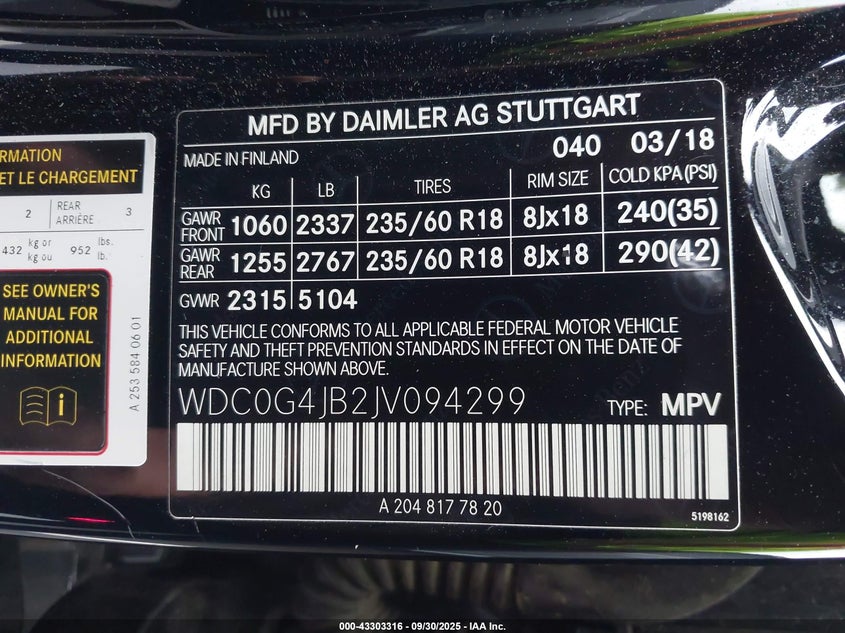 RMATION
ET LE CHARGEMENT
2 REAR ARRIÈRE 3
432 kg or kg ou 952 lbs. lb.
SEE OWNER'S
MANUAL FOR
ADDITIONAL
INFORMATION
A 253 584 06 01
MFD BY DAIMLER AG STUTTGART
MADE IN FINLAND 040 03/18
KG LB TIRES RIM SIZE COLD KPA(PSI)
GAWR FRONT 1060 2337 235/60 R18 8Jx18 240(35)
GAWR REAR 1255 2767 235/60 R18 8Jx18 290(42)
GVWR 2315 5104
THIS VEHICLE CONFORMS TO ALL APPLICABLE FEDERAL MOTOR VEHICLE
SAFETY AND THEFT PREVENTION STANDARDS IN EFFECT ON THE DATE OF
MANUFACTURE SHOWN ABOVE.
WDC0G4JB2JV094299 TYPE: MPV
A 204 817 78 20
5198162
000-43303316 - 09/30/2025 - IAA Inc.